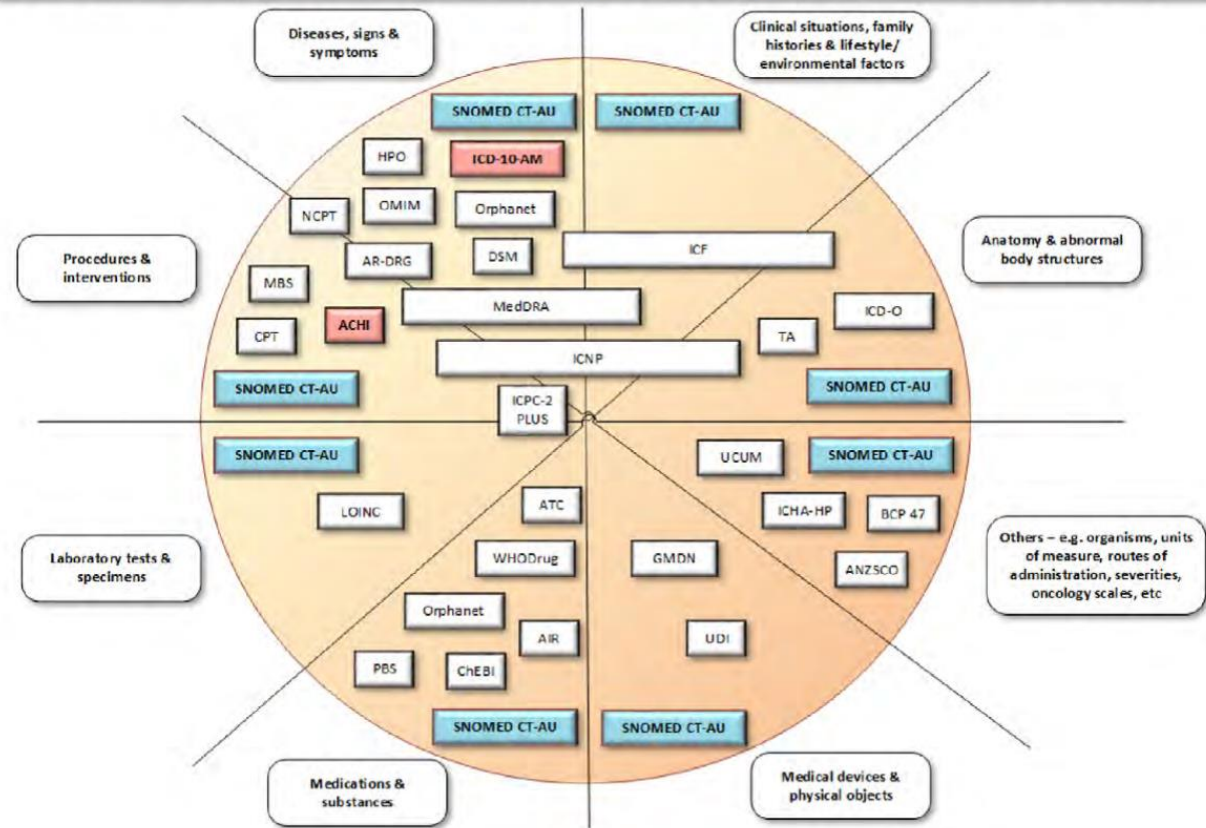 Diseases, signs &
symptoms
Clinical situations, family
histories & lifestyle/
environmental factors
SNOMED CT-AU
SNOMED CT-AU
HPO
ICD-10-AM
NCPT
OMIM
Orphanet
Procedures &
interventions
AR-DRG
DSM
ICF
Anatomy & abnormal
body structures
MBS
MedDRA
ICD-O
CPT
ACHI
TA
ICNP
SNOMED CT-AU
ICPC-2
PLUS
SNOMED CT-AU
SNOMED CT-AU
UCUM
SNOMED CT-AU
LOINC
ATC
ICHA-HP
BCP 47
Laboratory tests &
specimens
WHODrug
GMDN
ANZSCO
Others – e.g. organisms, units
of measure, routes of
administration, severities,
oncology scales, etc
Orphanet
AIR
UDI
PBS
ChEBI
SNOMED CT-AU
SNOMED CT-AU
Medications &
substances
Medical devices &
physical objects